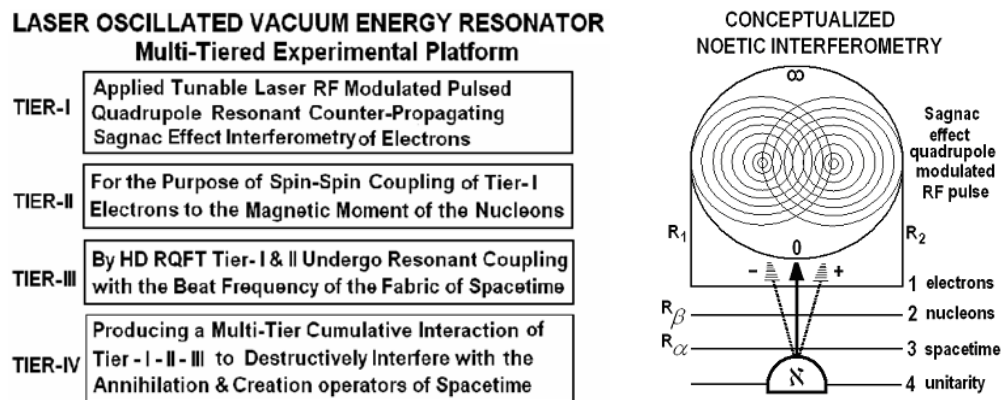 LASER OSCILLATED VACUUM ENERGY RESONATOR
Multi-Tiered Experimental Platform
TIER-I
Applied Tunable Laser RF Modulated Pulsed
Quadrupole Resonant Counter-Propagating
Sagnac Effect Interferometry of Electrons
TIER-II
For the Purpose of Spin-Spin Coupling of Tier-I
Electrons to the Magnetic Moment of the Nucleons
TIER-III
By HD RQFT Tier-I & II Undergo Resonant Coupling
with the Beat Frequency of the Fabric of Spacetime
TIER-IV
Producing a Multi-Tier Cumulative Interaction of
Tier-I-II-III to Destructively Interfere with the
Annihilation & Creation operators of Spacetime
CONCEPTUALIZED
NOETIC INTERFEROMETRY
∞
Sagnac
effect
quadrupole
modulated
RF pulse
R1
R2
0
- +
1 electrons
Rβ
2 nucleons
Rα
3 spacetime
ℵ
4 unitarity